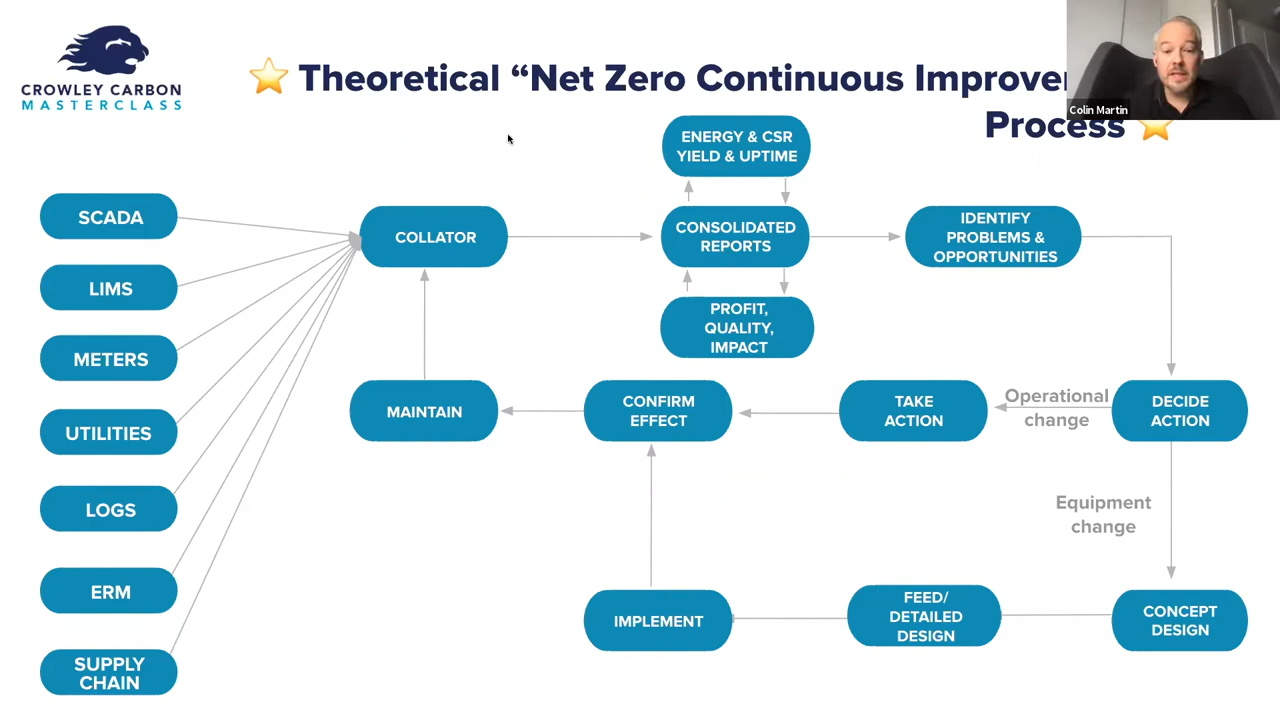 CROWLEY CARBON
MASTERCLASS
Theoretical “Net Zero Continuous
Process
Colin Martin
SCADA
LIMS
METERS
UTILITIES
LOGS
ERM
SUPPLY
CHAIN
COLLATOR
ENERGY & CSR
YIELD & UPTIME
CONSOLIDATED
REPORTS
PROFIT,
QUALITY,
IMPACT
IDENTIFY
PROBLEMS &
OPPORTUNITIES
DECIDE
ACTION
Operational
change
TAKE
ACTION
CONFIRM
EFFECT
MAINTAIN
Equipment
change
CONCEPT
DESIGN
FEED/
DETAILED
DESIGN
IMPLEMENT